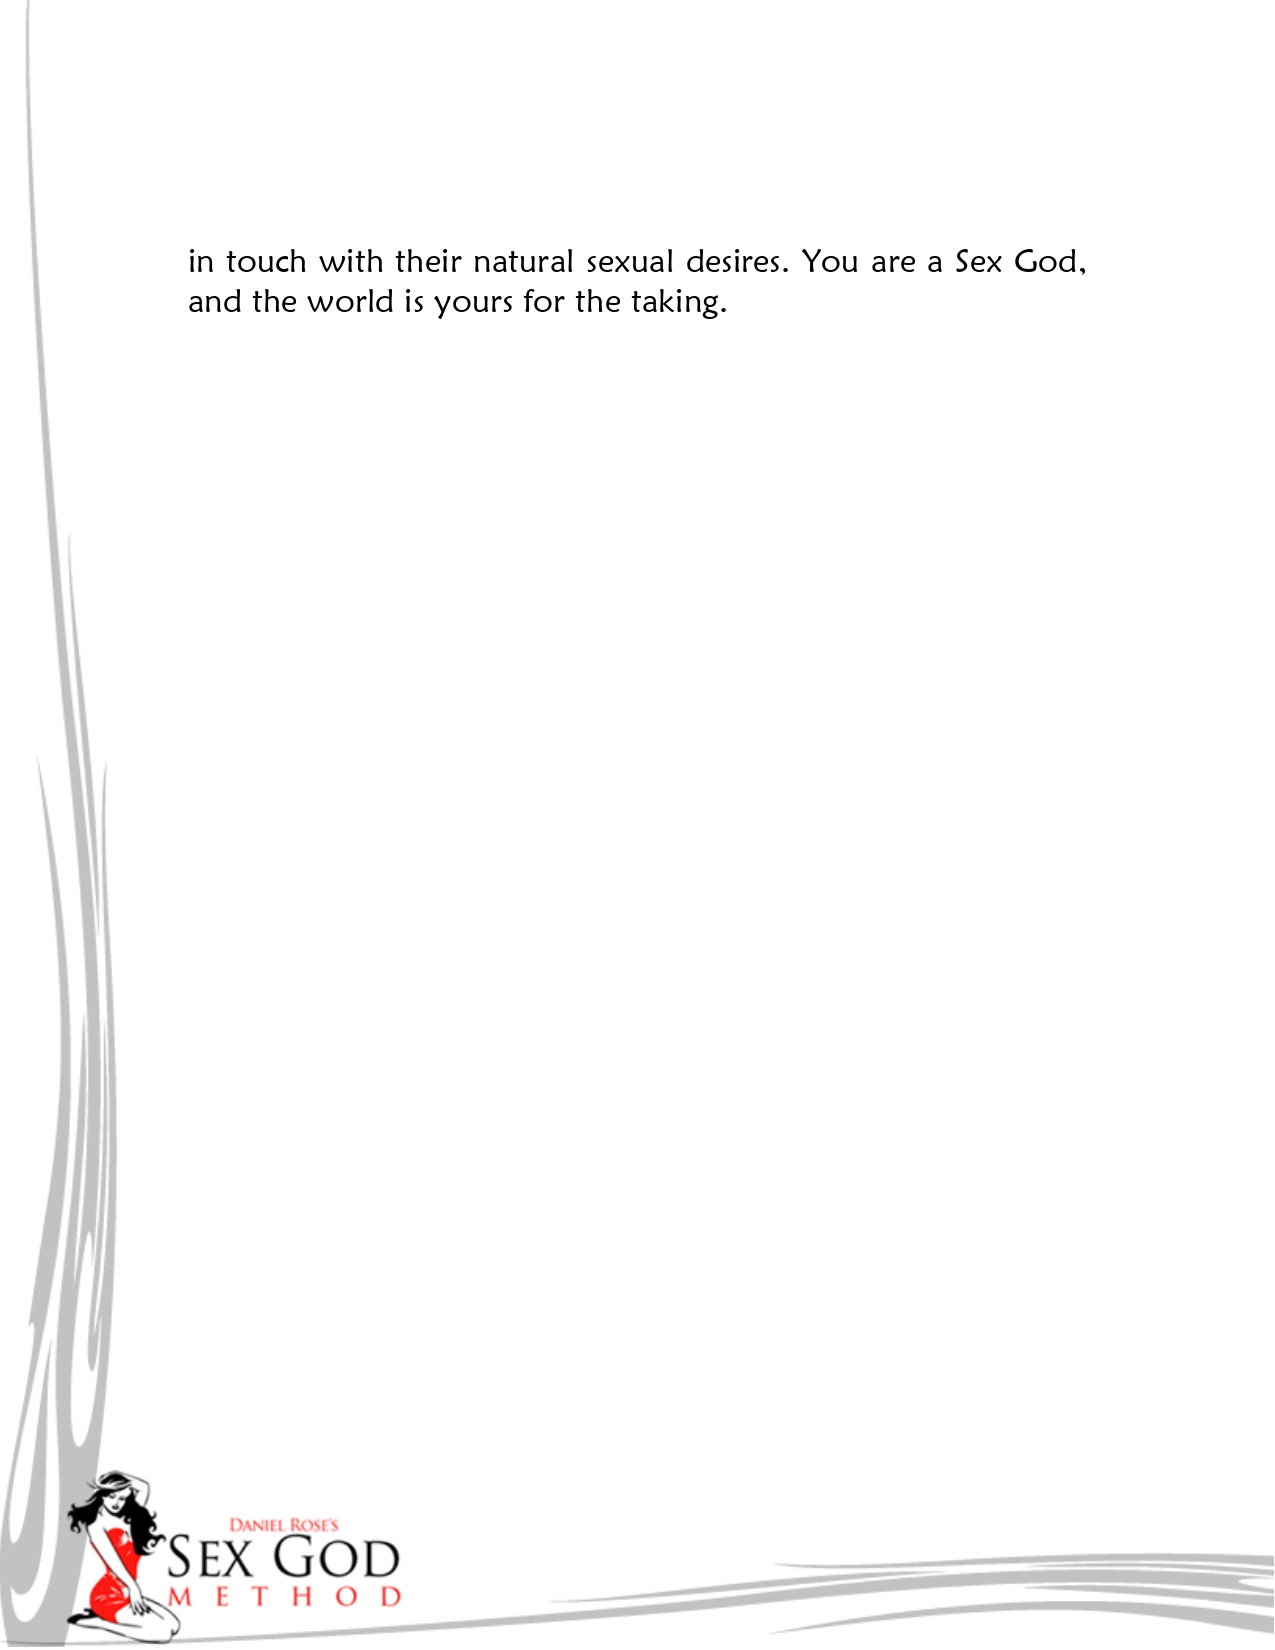 in touch with their natural sexual desires. You are a Sex God,
and the world is yours for the taking.
DANIEL ROSE'S
SEX GOD
METHOD